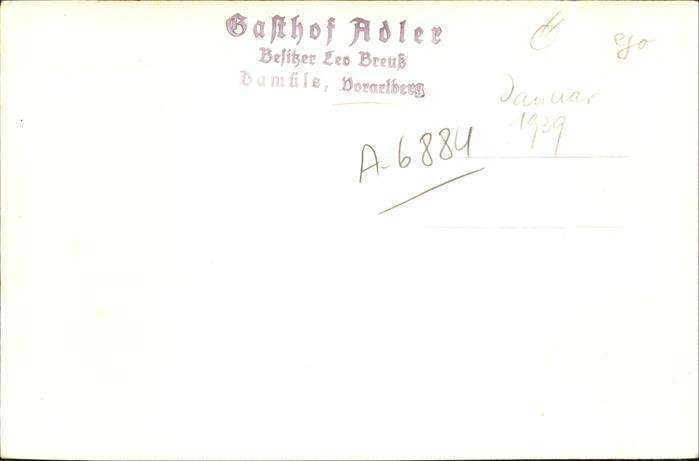 Gasthof Adler
Besitzer Leo Breuß
Damüls, Vorarlberg
Januar
1939
A-6884